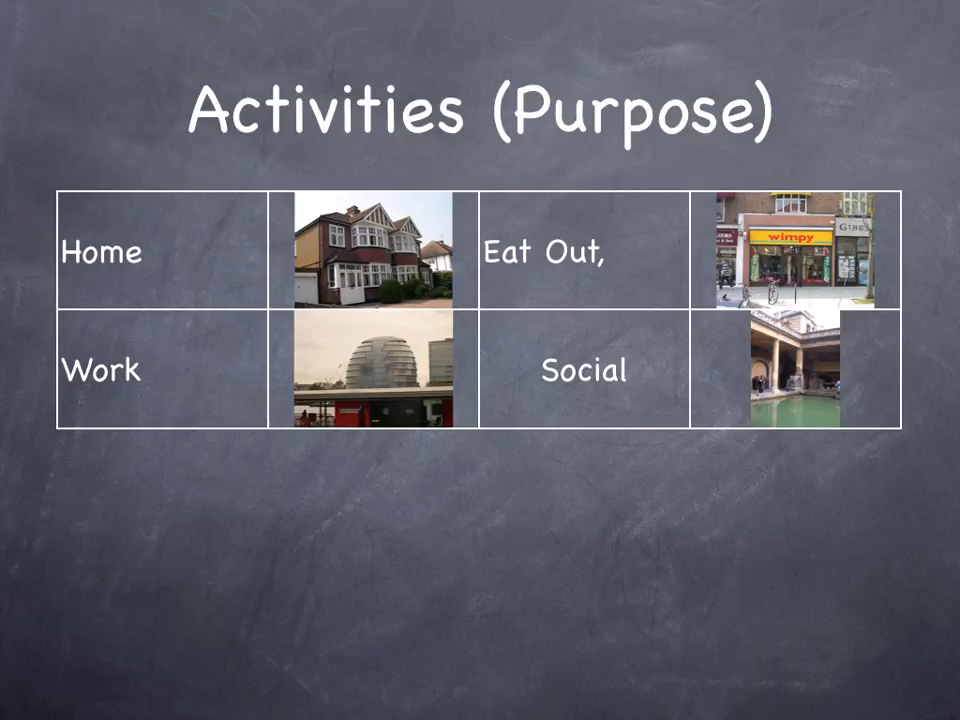 Activities (Purpose)
Home
Eat Out,
wimpy
Work
Social